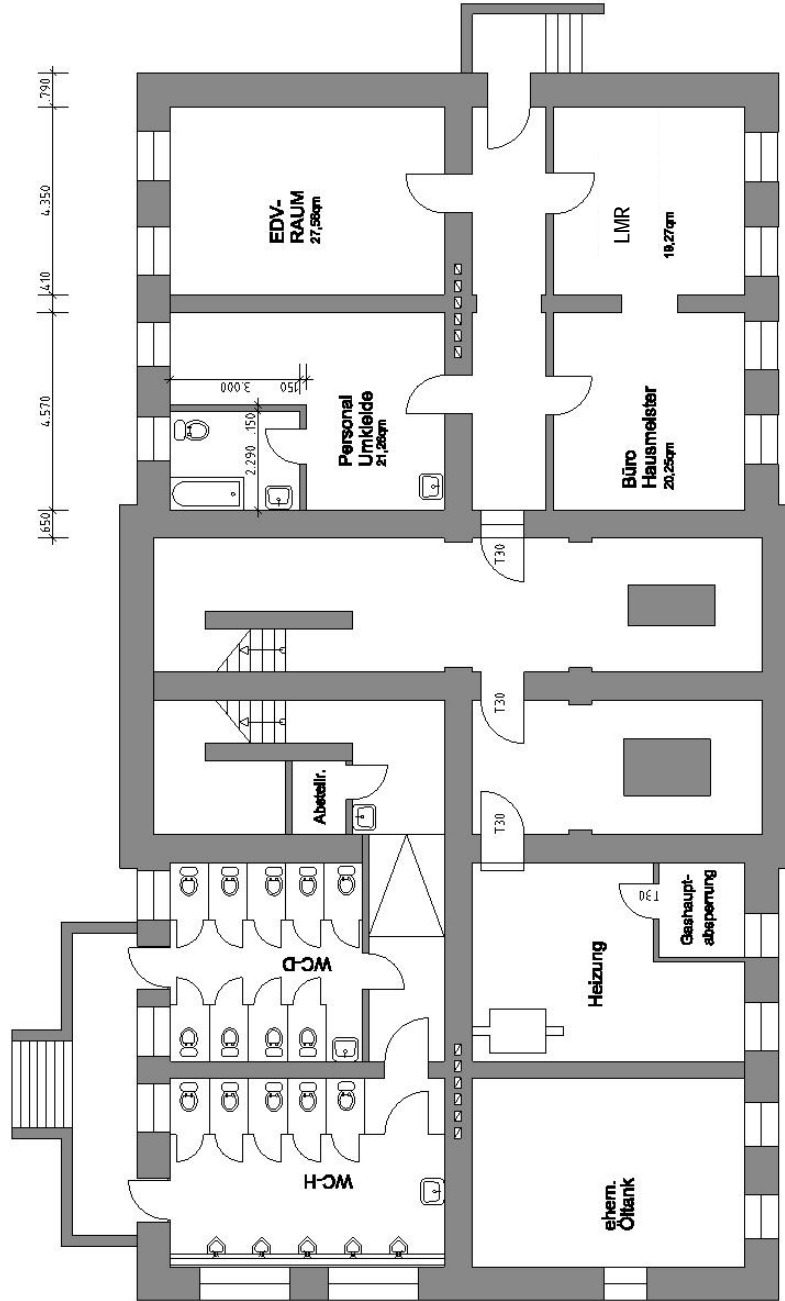 .790
4.350
.410
4.570
.650
EDV-
RAUM
27,58qm
LMR
19,27qm
3.000
.150
2.290
.150
Personal
Umkleide
21,26qm
Büro
Hausmeister
20,25qm
T30
T30
T30
Abstellr.
WC-D
Heizung
T30
Gashaupt-
absperrung
WC-H
ehem.
Öltank